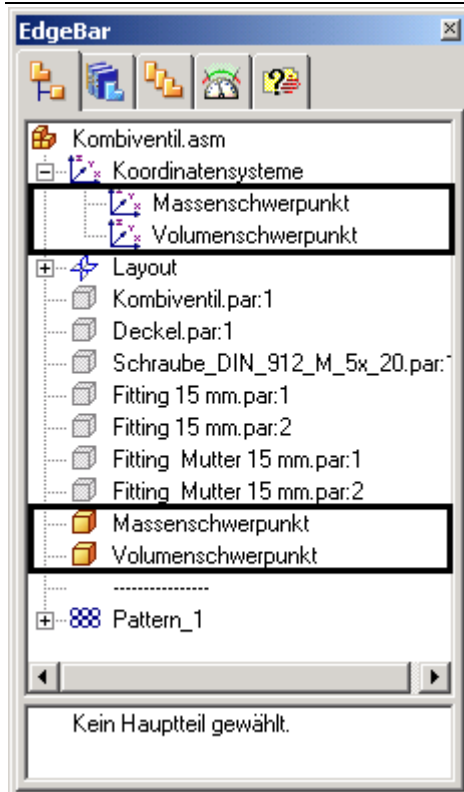 EdgeBar
Kombiventil.asm
Koordinatensysteme
Massenschwerpunkt
Volumenschwerpunkt
Layout
Kombiventil.par:1
Deckel.par:1
Schraube_DIN_912_M_5x_20.par:1
Fitting 15 mm.par:1
Fitting 15 mm.par:2
Fitting Mutter 15 mm.par:1
Fitting Mutter 15 mm.par:2
Massenschwerpunkt
Volumenschwerpunkt
---------------
Pattern_1
Kein Hauptteil gewählt.